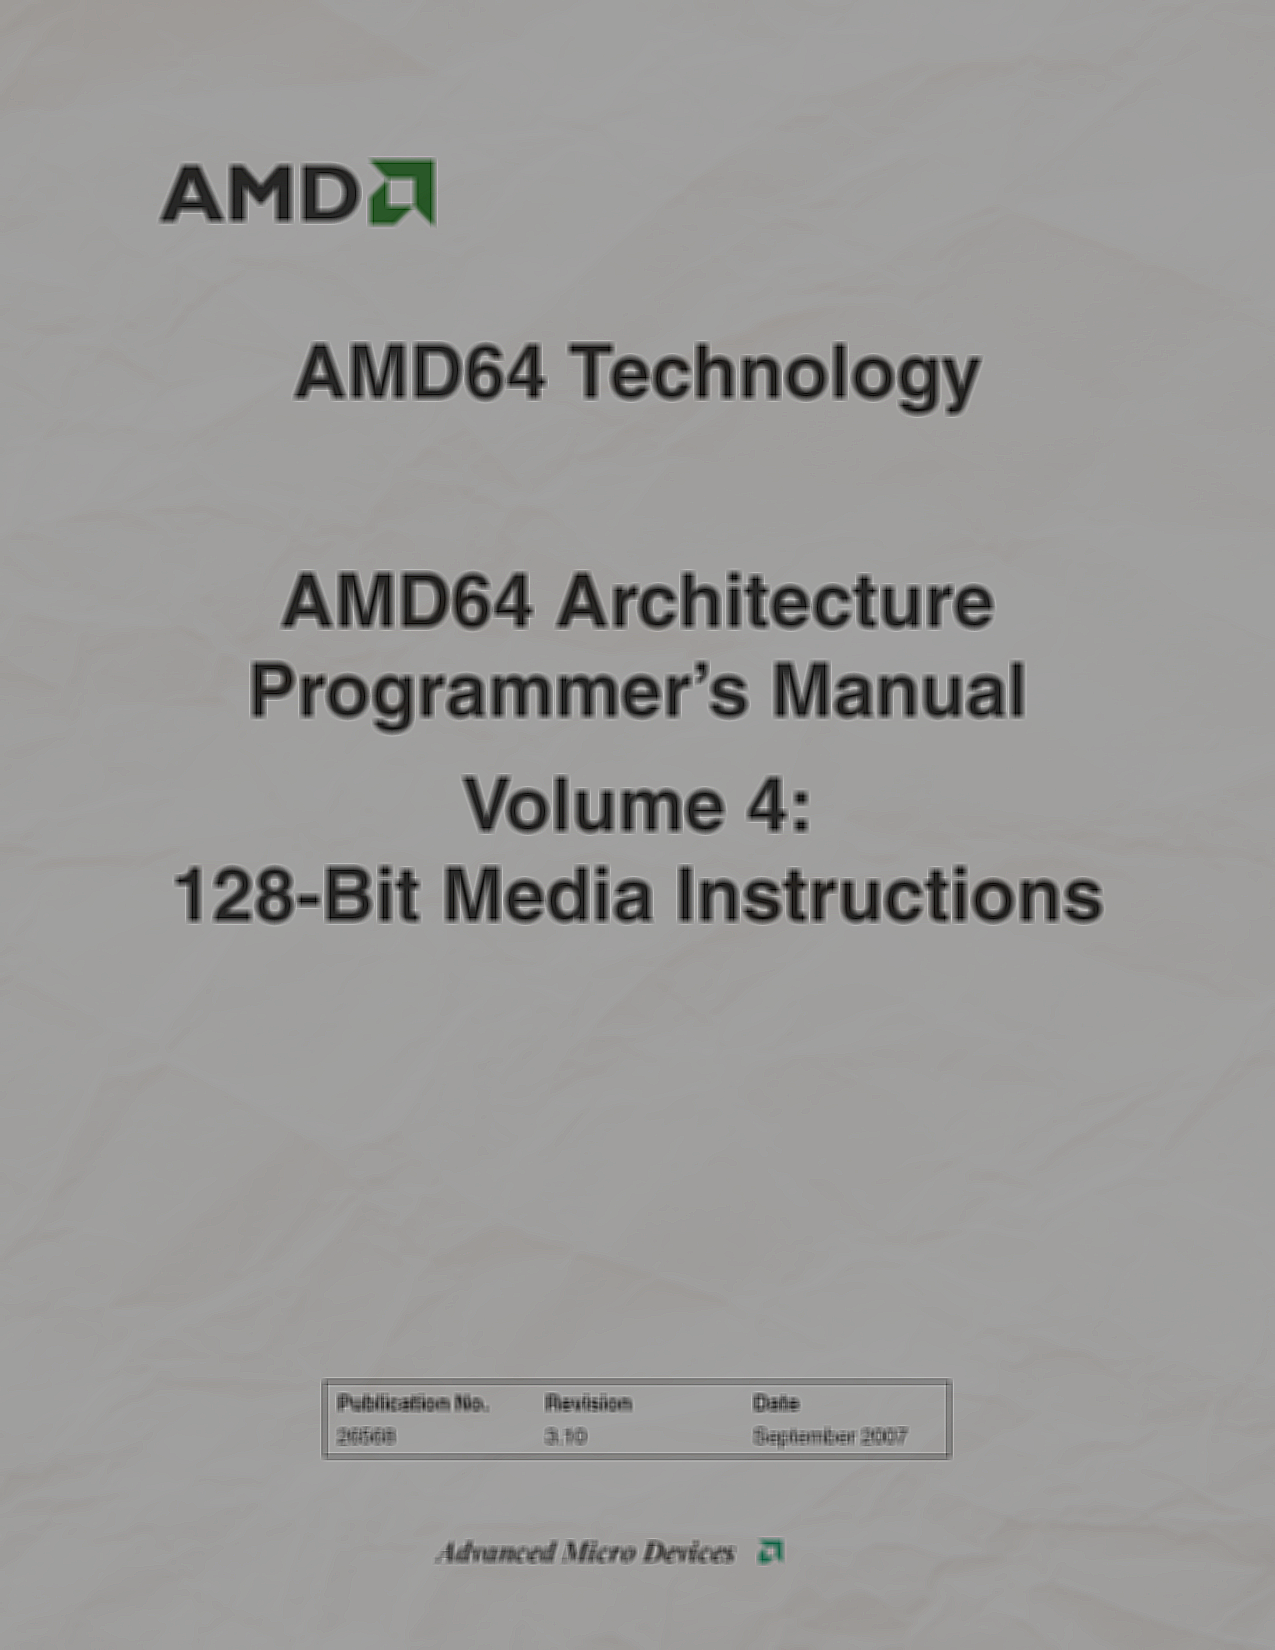 AMD
AMD64 Technology
AMD64 Architecture
Programmer’s Manual
Volume 4:
128-Bit Media Instructions
Publication No. Revision Date
26568 3.10 September 2007
Advanced Micro Devices